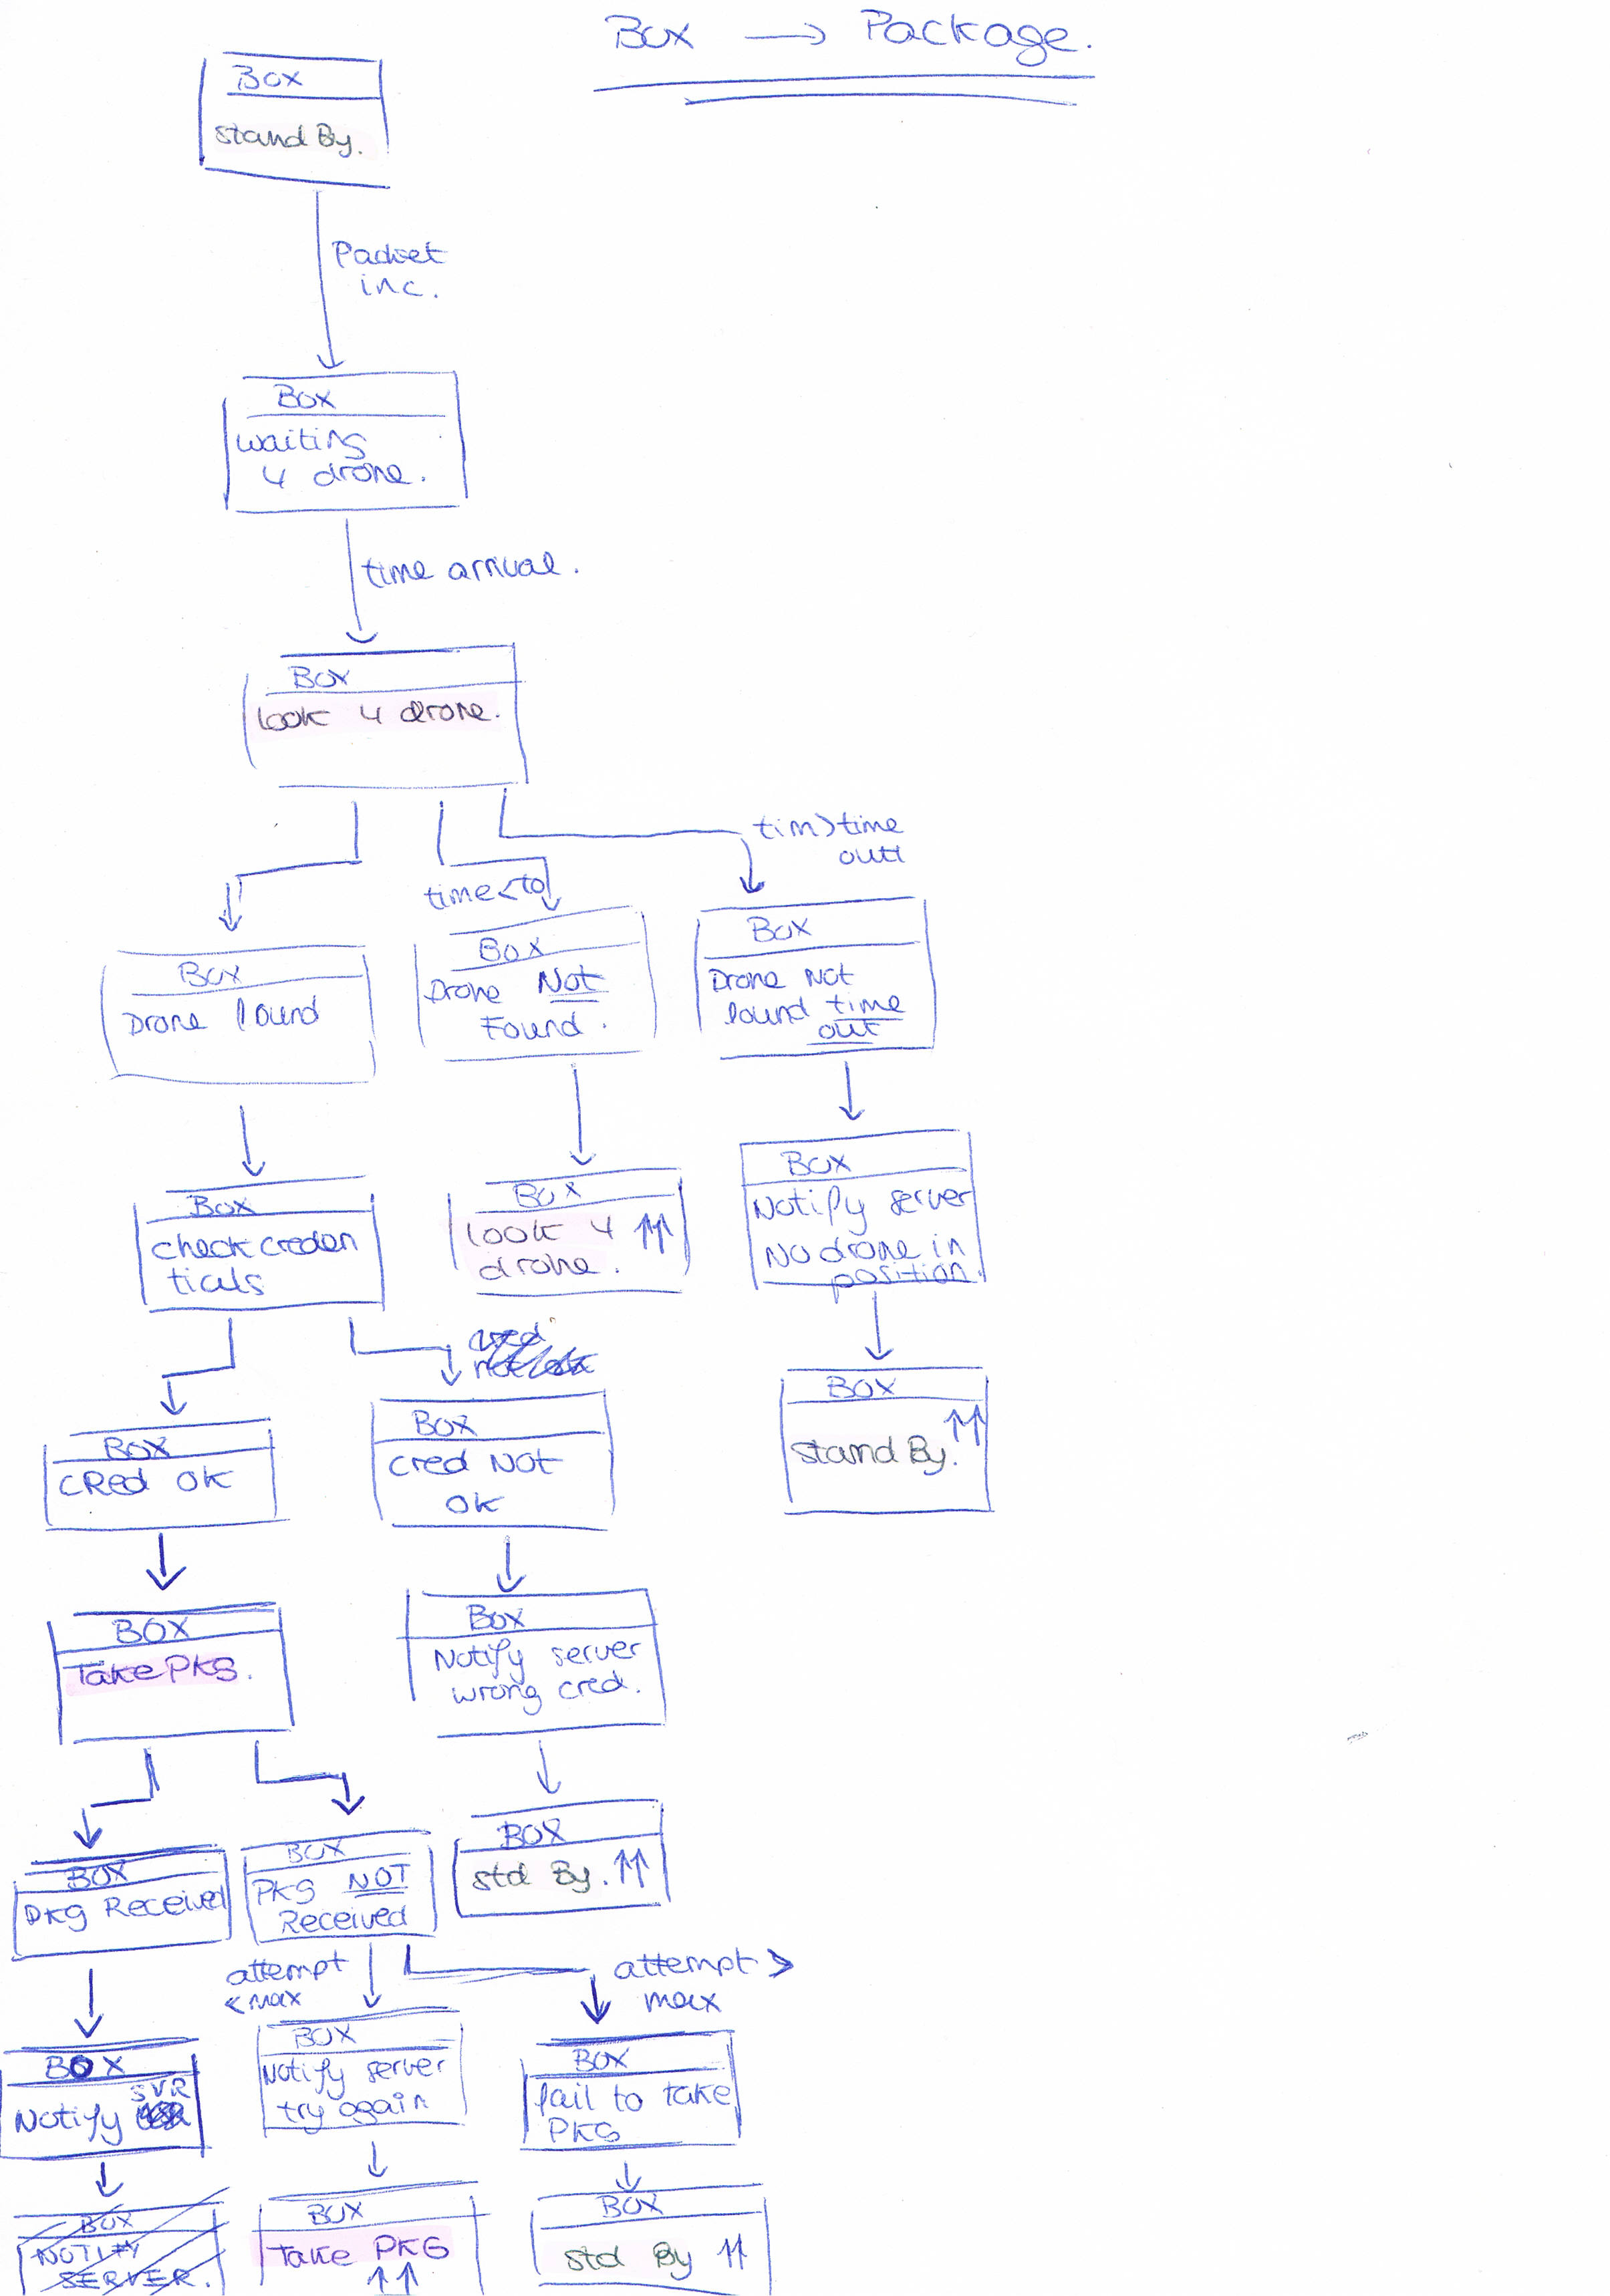 Box → Package.
Box
stand By.
Packet
inc.
Box
waiting
4 drone.
time arrival.
Box
look 4 drone.
tim>time
out
time<to
Box
Drone found
Box
Drone Not
Found.
Box
Drone Not
found time
out
Box
check creden
ticals
Box
look 4
drone.
Box
Notify server
No drone in
position.
cred
not
Box
cred ok
Box
cred Not
ok
Box
stand By.
BOX
Take PKG.
Box
Notify server
wrong cred.
BOX
PKg Received
BOX
PKG NOT
Received
BOX
std By.
attempt
<max
attempt >
max
BOX
SVR
Notify
BOX
Notify server
try again
BOX
fail to take
PKG
BOX
NOTIFY
SERVER.
BOX
Take PKG
BOX
std By